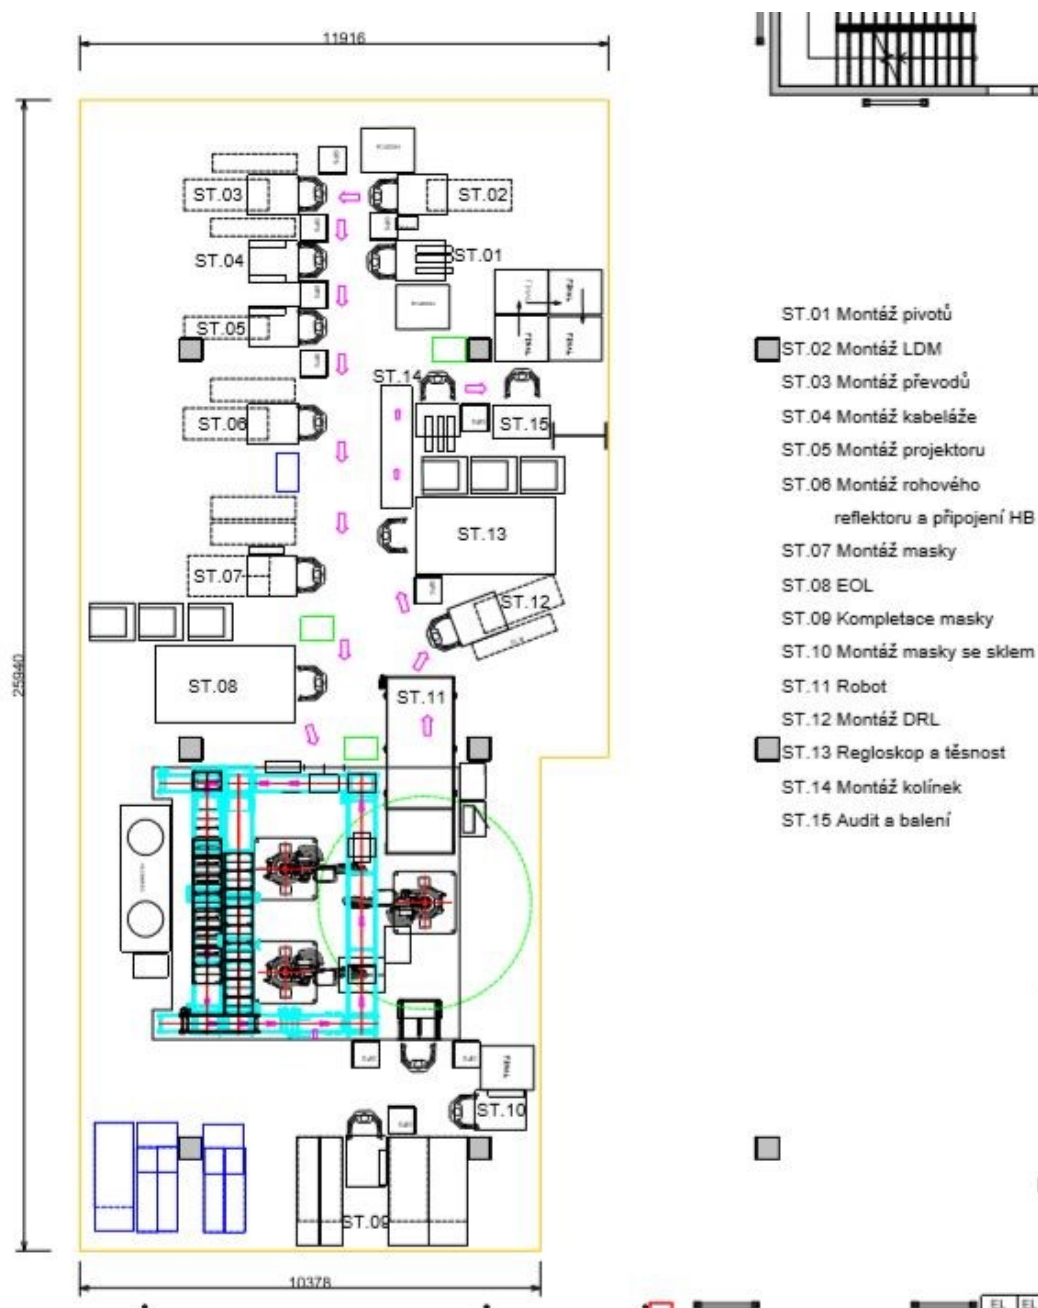 11916
ST.03
ST.02
ST.04
ST.01
ST.05
ST.14
ST.06
ST.15
ST.13
ST.07
ST.12
ST.08
ST.11
25940
ST.10
ST.09
10378
ST.01 Montáž pivotů
ST.02 Montáž LDM
ST.03 Montáž převodů
ST.04 Montáž kabeláže
ST.05 Montáž projektoru
ST.06 Montáž rohového
reflektoru a připojení HB
ST.07 Montáž masky
ST.08 EOL
ST.09 Kompletace masky
ST.10 Montáž masky se sklem
ST.11 Robot
ST.12 Montáž DRL
ST.13 Regloskop a těsnost
ST.14 Montáž kolínek
ST.15 Audit a balení
EL
EL